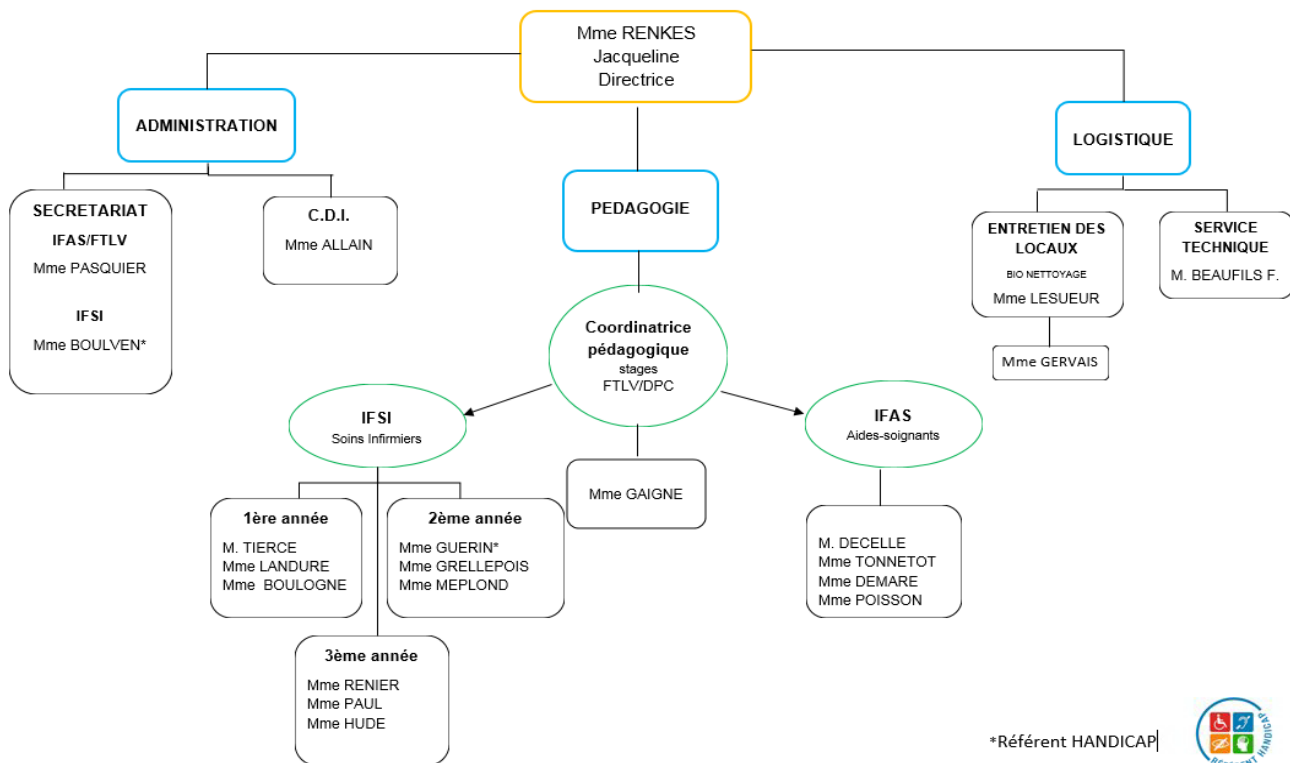 Mme RENKES
Jacqueline
Directrice
ADMINISTRATION
LOGISTIQUE
PEDAGOGIE
SECRETARIAT
IFAS/FTLV
Mme PASQUIER
IFSI
Mme BOULVEN*
C.D.I.
Mme ALLAIN
ENTRETIEN DES
LOCAUX
BIO NETTOYAGE
Mme LESUEUR
SERVICE
TECHNIQUE
M. BEAUFILS F.
Mme GERVAIS
Coordinatrice
pédagogique
stages
FTLV/DPC
IFSI
Soins Infirmiers
IFAS
Aides-soignants
Mme GAIGNE
1ère année
M. TIERCE
Mme LANDURE
Mme BOULOGNE
2ème année
Mme GUERIN*
Mme GRELLEPOIS
Mme MEPLOND
M. DECELLE
Mme TONNETOT
Mme DEMARE
Mme POISSON
3ème année
Mme RENIER
Mme PAUL
Mme HUDE
*Référent HANDICAP
RÉFÉRENT HANDICAP